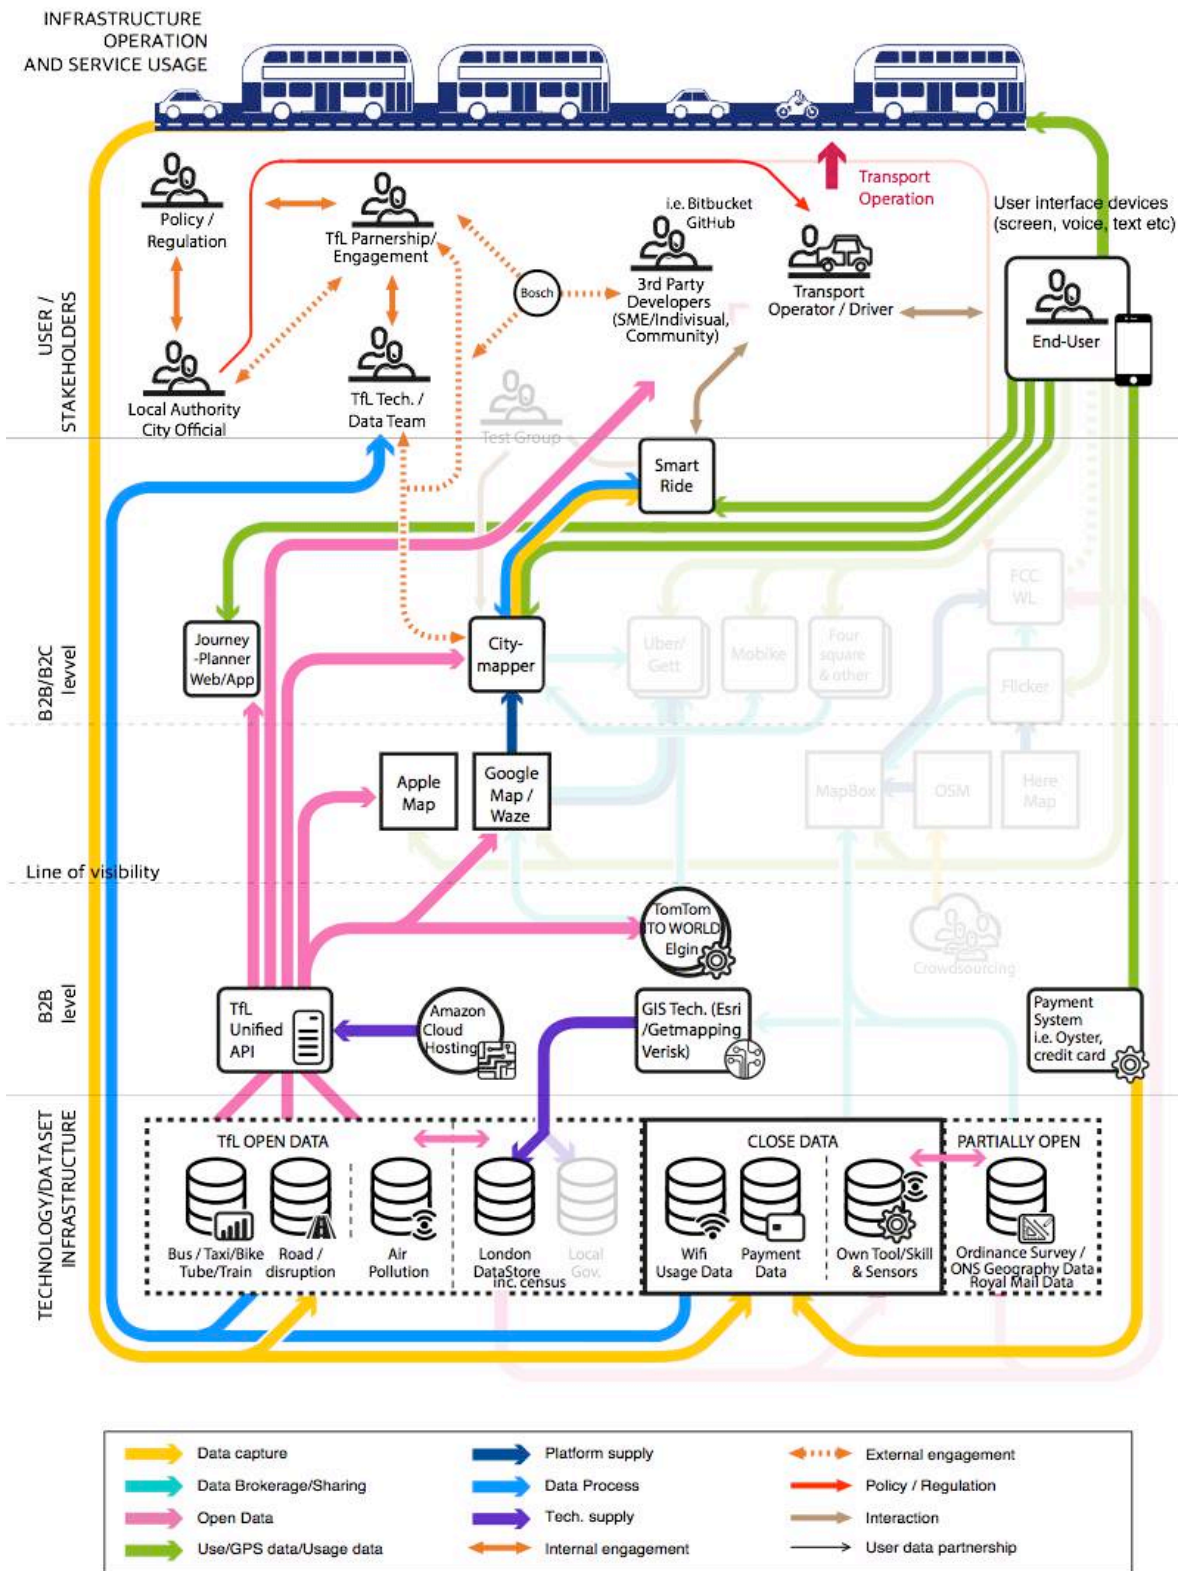 INFRASTRUCTURE
OPERATION
AND SERVICE USAGE
Transport
Operation
Policy /
Regulation
TfL Parnership/
Engagement
i.e. Bitbucket
GitHub
User interface devices
(screen, voice, text etc)
Bosch
3rd Party
Developers
(SME/Indivisual,
Community)
Transport
Operator / Driver
End-User
USER /
STAKEHOLDERS
Local Authority
City Official
TfL Tech. /
Data Team
Test Group
Smart
Ride
FCC
WL
B2B/B2C
levvel
Journey
-Planner
Web/App
City-
mapper
Uber/
Gett
Mobike
Four
square
& other
Flicker
Apple
Map
Google
Map /
Waze
MapBox
OSM
Here
Map
Line of visibility
TomTom
ITO WORLD
Elgin
Crowdsourcing
B2B
level
TfL
Unified
API
Amazon
Cloud
Hosting
GIS Tech. (Esri
/Getmapping
Verisk)
Payment
System
i.e. Oyster,
credit card
TECHNOLOGY/DATASET
INFRASTRUCTURE
TfL OPEN DATA
CLOSE DATA
PARTIALLY OPEN
Bus / Taxi/Bike
Tube/Train
Road /
disruption
Air
Pollution
London
DataStore
inc. census
Local
Gov.
Wifi
Usage Data
Payment
Data
Own Tool/Skill
& Sensors
Ordinance Survey /
ONS Geography Data
Royal Mail Data
Data capture
Platform supply
External engagement
Data Brokerage/Sharing
Data Process
Policy / Regulation
Open Data
Tech. supply
Interaction
Use/GPS data/Usage data
Internal engagement
User data partnership